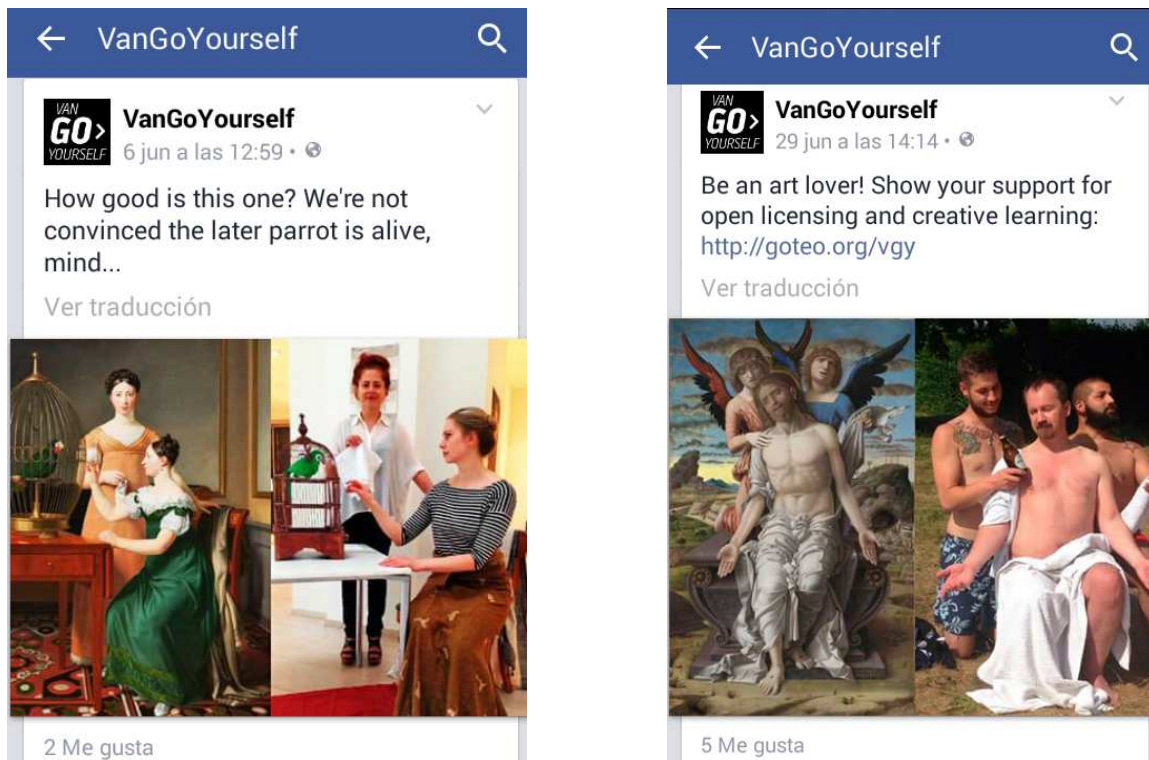 VanGoYourself
VAN
GO>
YOURSELF
VanGoYourself
6 jun a las 12:59 •
How good is this one? We're not
convinced the later parrot is alive,
mind...
Ver traducción
2 Me gusta
VanGoYourself
VAN
GO>
YOURSELF
VanGoYourself
29 jun a las 14:14 •
Be an art lover! Show your support for
open licensing and creative learning:
http://goteo.org/vgy
Ver traducción
5 Me gusta